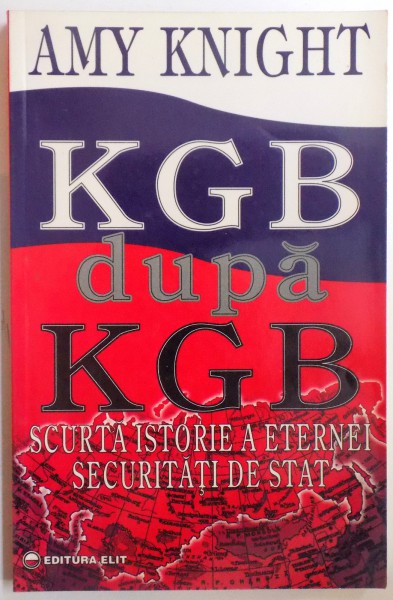 AMY KNIGHT
KGB
după
KGB
SCURTĂ ISTORIE A ETERNEI
SECURITĂȚI DE STAT
EDITURA ELIT